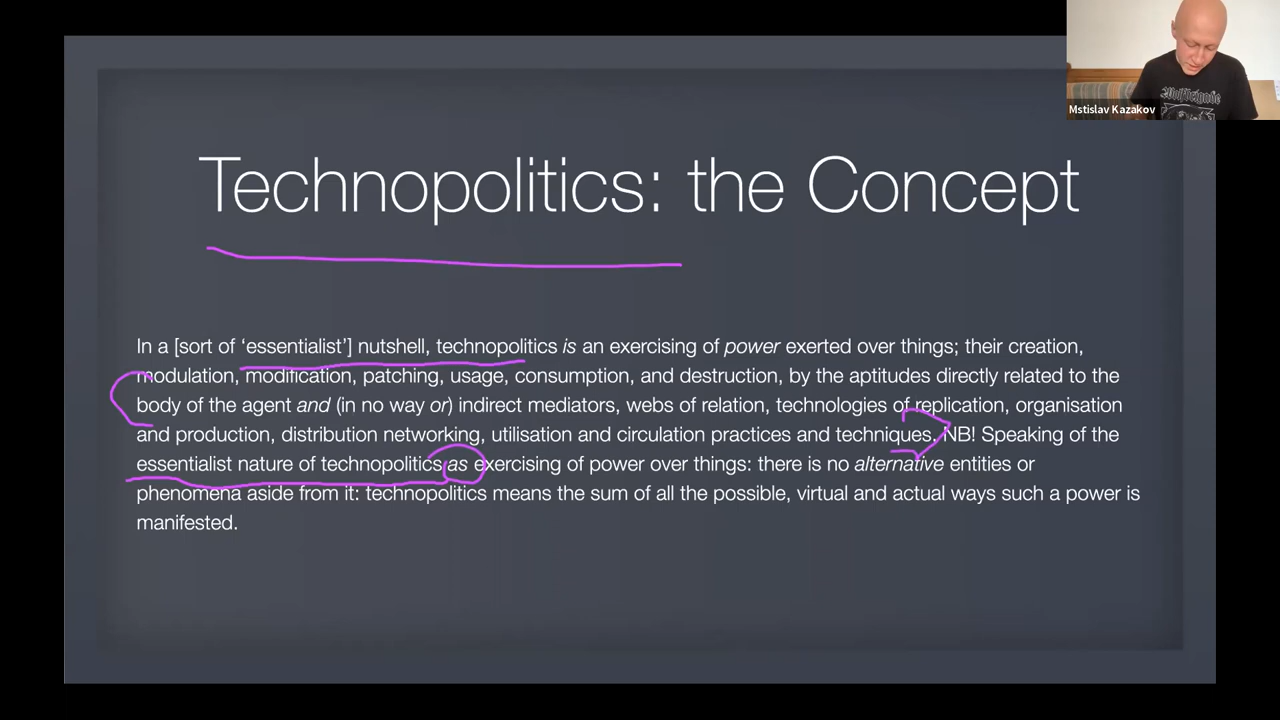 Wolfbrigade
Mstislav Kazakov
Technopolitics: the Concept
In a [sort of ‘essentialist’] nutshell, technopolitics is an exercising of power exerted over things; their creation,
modulation, modification, patching, usage, consumption, and destruction, by the aptitudes directly related to the
body of the agent and (in no way or) indirect mediators, webs of relation, technologies of replication, organisation
and production, distribution networking, utilisation and circulation practices and techniques. NB! Speaking of the
essentialist nature of technopolitics as exercising of power over things: there is no alternative entities or
phenomena aside from it: technopolitics means the sum of all the possible, virtual and actual ways such a power is
manifested.